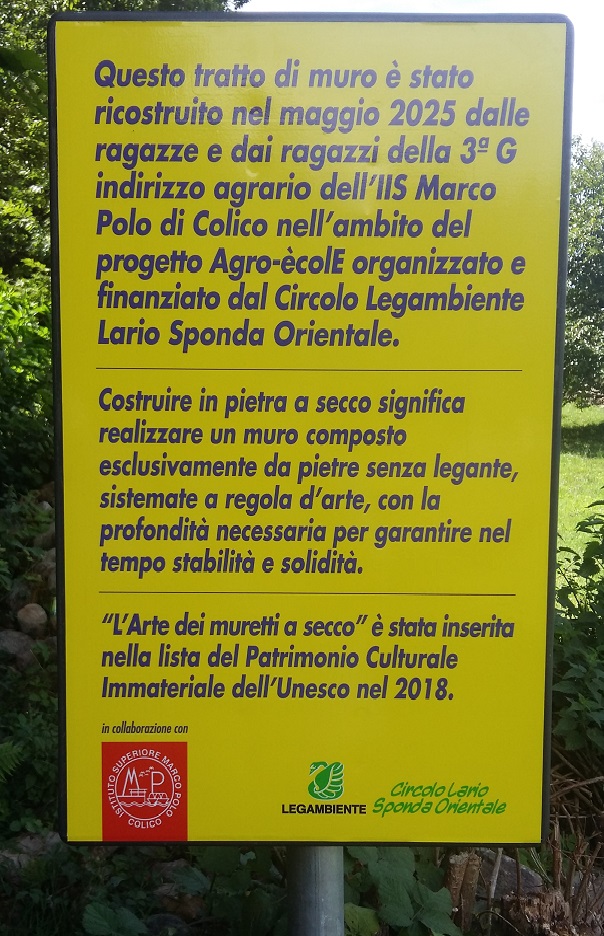 Questo tratto di muro è stato
ricostruito nel maggio 2025 dalle
ragazze e dai ragazzi della 3ª G
indirizzo agrario dell'IIS Marco
Polo di Colico nell'ambito del
progetto Agro-ècolE organizzato e
finanziato dal Circolo Legambiente
Lario Sponda Orientale.
Costruire in pietra a secco significa
realizzare un muro composto
esclusivamente da pietre senza legante,
sistemate a regola d'arte, con la
profondità necessaria per garantire nel
tempo stabilità e solidità.
"L'Arte dei muretti a secco" è stata inserita
nella lista del Patrimonio Culturale
Immateriale dell'Unesco nel 2018.
in collaborazione con
ISTITUTO SUPERIORE MARCO POLO
MP
COLICO
LEGAMBIENTE
Circolo Lario
Sponda Orientale